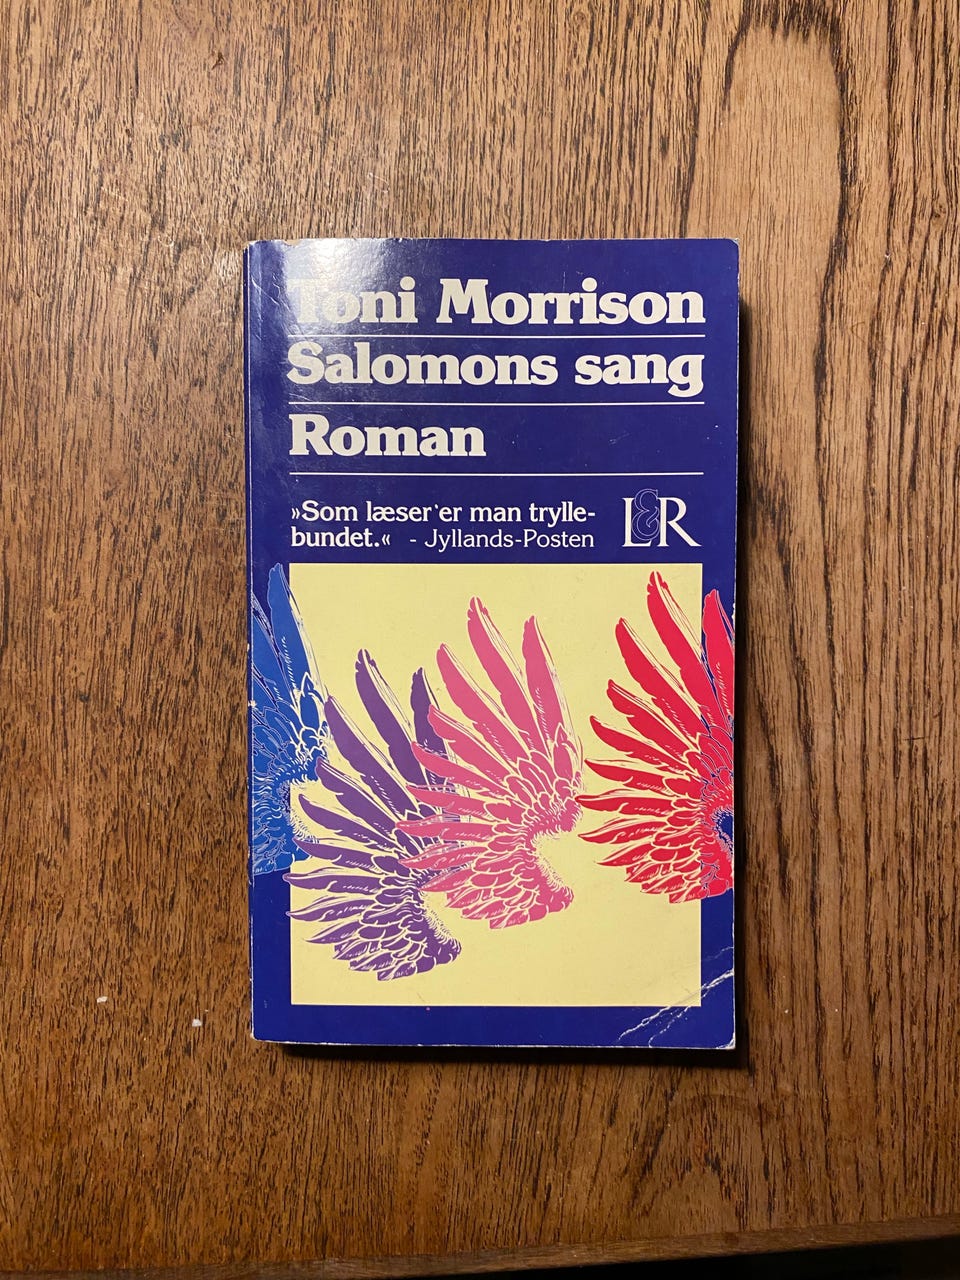 Toni Morrison
Salomons sang
Roman
»Som læser er man trylle-
bundet.« - Jyllands-Posten
L&R